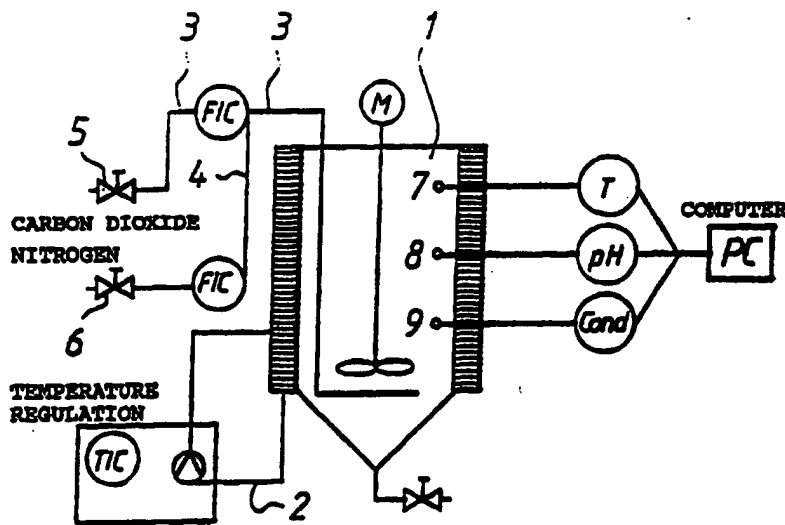 3
3
1
FIC
M
5
4
7
T
CARBON DIOXIDE
COMPUTER
NITROGEN
8
pH
PC
FIC
6
9
Cond
TEMPERATURE
REGULATION
TIC
2